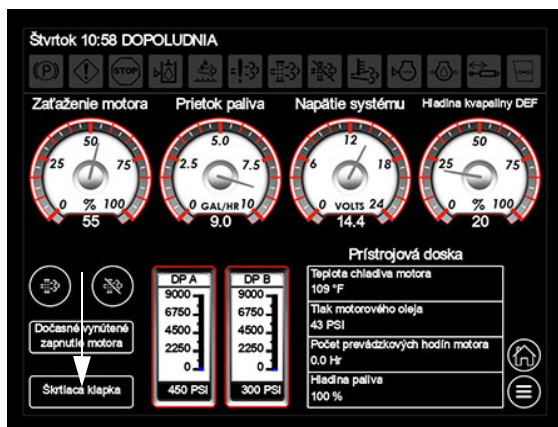 Štvrtok 10:58 DOPOLUDNIA
(P) STOP
Zaťaženie motora Prietok paliva Napätie systému Hladina kvapaliny DEF
50 5.0 12 50
25 75 2.5 7.5 6 18 25 75
0 % 100 0 GAL/HR 10 0 VOLTS 24 0 % 100
55 9.0 14.4 20
Prístrojová doska
DP A DP B
9000 9000
6750 6750
4500 4500
2250 2250
0 0
450 PSI 300 PSI
Teplota chladiva motora
109 °F
Tlak motorového oleja
43 PSI
Počet prevádzkových hodín motora
0.0 Hr
Hladina paliva
100 %
Dočasné vynútené
zapnutie motora
Škrtiaca klapka